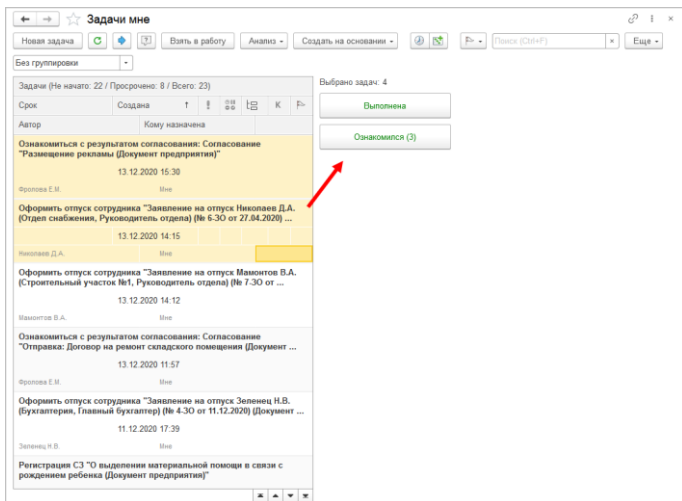 Задачи мне
Новая задача Взять в работу Анализ Создать на основании Поиск (Ctrl+F) × Еще
Без группировки
Задачи (Не начато: 22 / Просрочено: 8 / Всего: 23)
Выбрано задач: 4
Срок Создана ↑ К
Автор Кому назначена
Выполнена
Ознакомился (3)
Ознакомиться с результатом согласования: Согласование
"Размещение рекламы (Документ предприятия)"
13.12.2020 15:30
Фролова Е.М. Мне
Оформить отпуск сотрудника "Заявление на отпуск Николаев Д.А.
(Отдел снабжения, Руководитель отдела) (№ 6-ЗО от 27.04.2020) ...
13.12.2020 14:15
Николаев Д.А. Мне
Оформить отпуск сотрудника "Заявление на отпуск Мамонтов В.А.
(Строительный участок №1, Руководитель отдела) (№ 7-ЗО от ...
13.12.2020 14:12
Мамонтов В.А. Мне
Ознакомиться с результатом согласования: Согласование
"Отправка: Договор на ремонт складского помещения (Документ ...
13.12.2020 11:57
Фролова Е.М. Мне
Оформить отпуск сотрудника "Заявление на отпуск Зеленец Н.В.
(Бухгалтерия, Главный бухгалтер) (№ 4-ЗО от 11.12.2020) (Документ ...
11.12.2020 17:39
Зеленец Н.В. Мне
Регистрация СЗ "О выделении материальной помощи в связи с
рождением ребенка (Документ предприятия)"